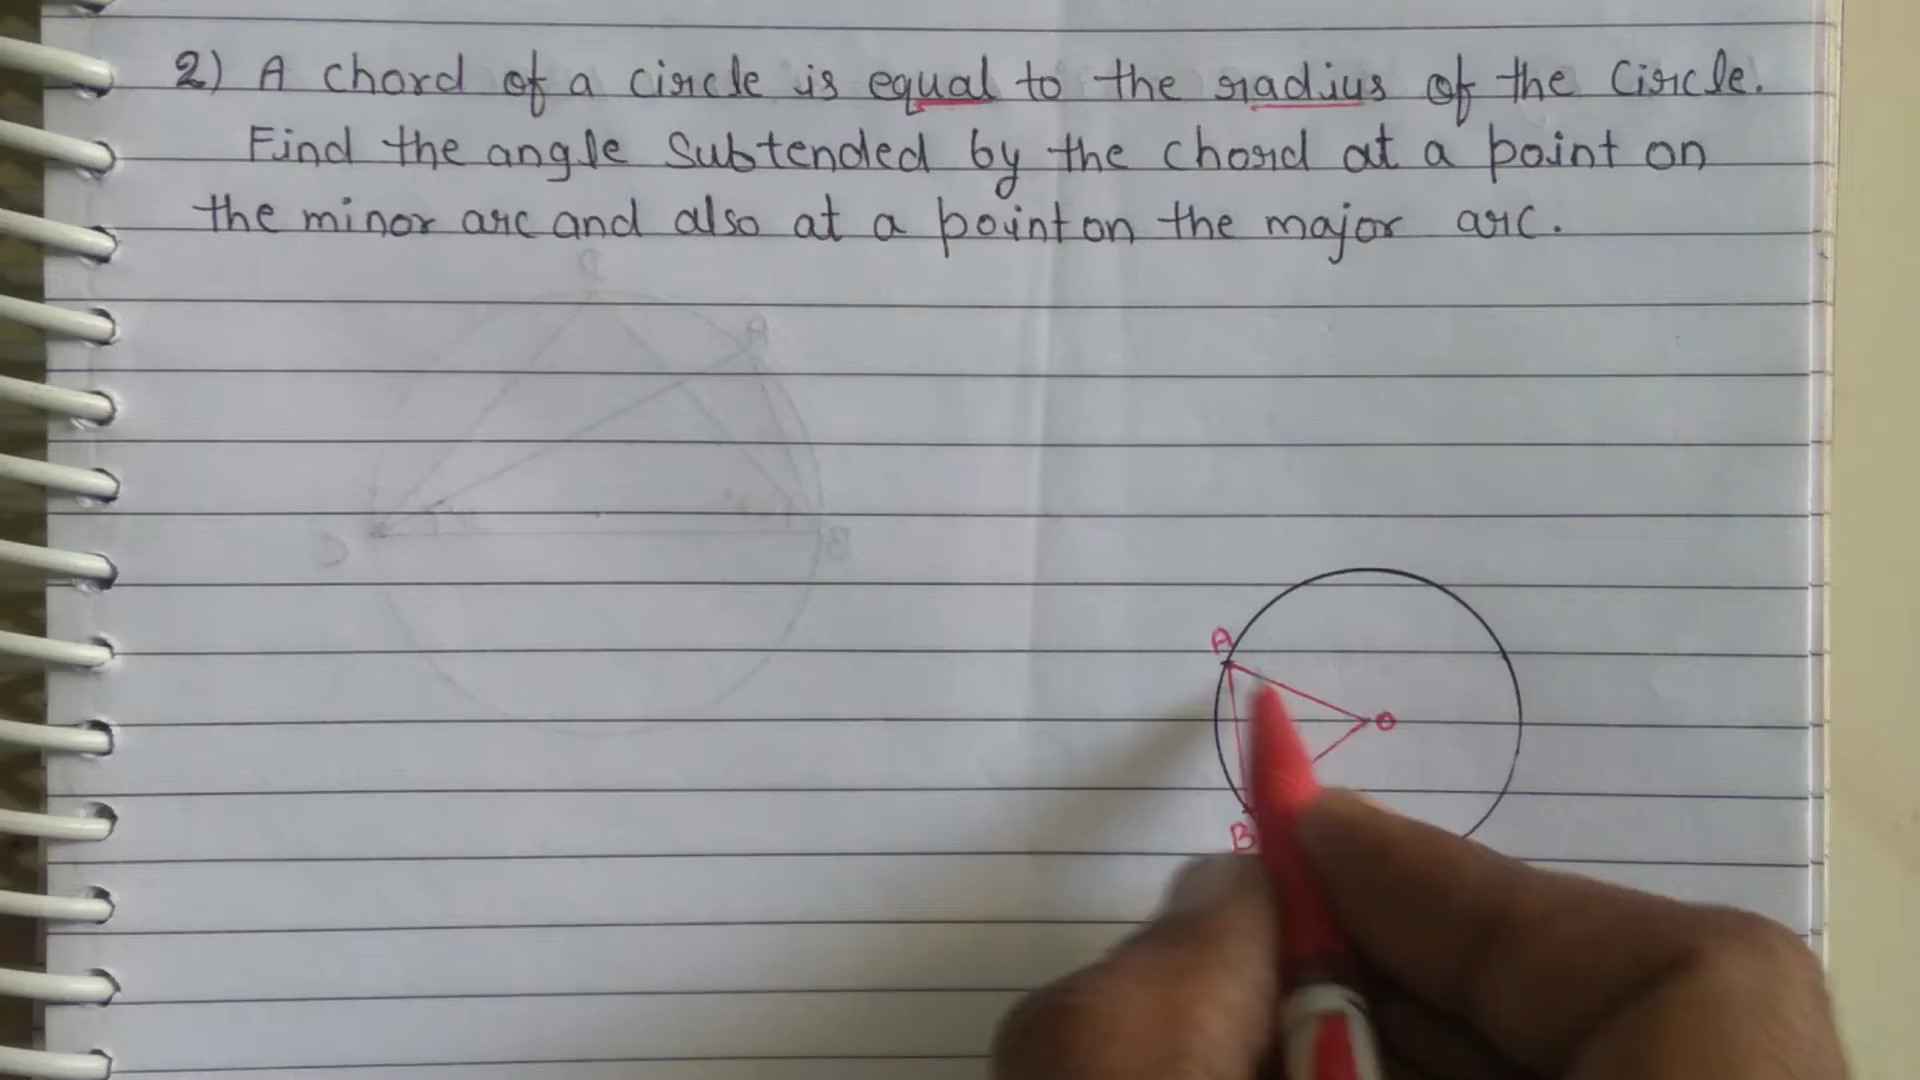 2) A chord of a circle is equal to the radius of the Circle.
Find the angle Subtended by the chord at a point on
the minor arc and also at a point on the major arc.
A
O
B